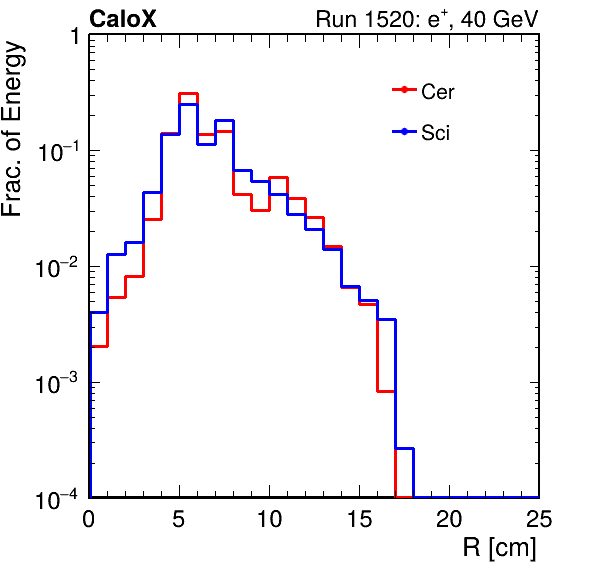 CaloX Run 1520: e⁺, 40 GeV
Frac. of Energy
1
10⁻¹
10⁻²
10⁻³
10⁻⁴
Cer
Sci
0 5 10 15 20 25
R [cm]